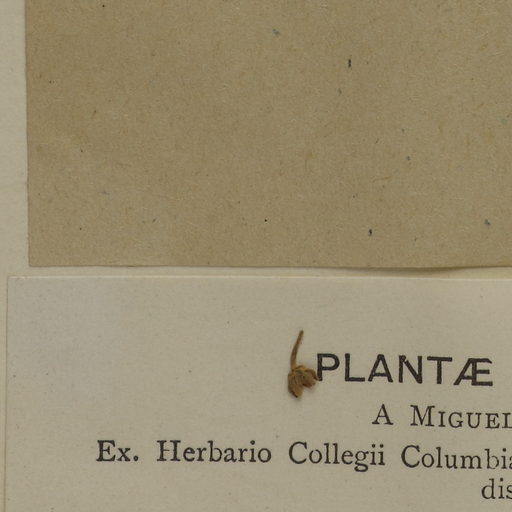 PLANTÆ
A MIGUEL
Ex. Herbario Collegii Columbia
dis